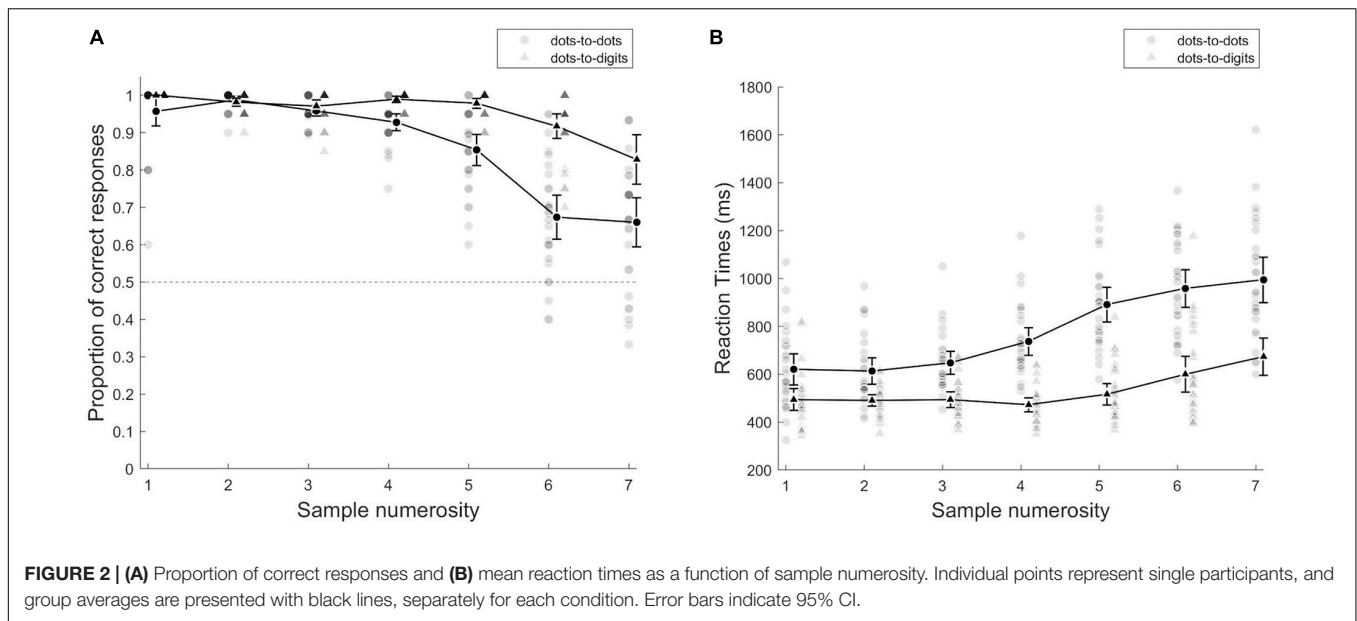 A
dots-to-dots
dots-to-digits
1
0.9
0.8
0.7
0.6
0.5
0.4
0.3
0.2
0.1
0
Proportion of correct responses
1 2 3 4 5 6 7
Sample numerosity
B
dots-to-dots
dots-to-digits
1800
1600
1400
1200
1000
800
600
400
200
Reaction Times (ms)
1 2 3 4 5 6 7
Sample numerosity
FIGURE 2 | (A) Proportion of correct responses and (B) mean reaction times as a function of sample numerosity. Individual points represent single participants, and
group averages are presented with black lines, separately for each condition. Error bars indicate 95% CI.